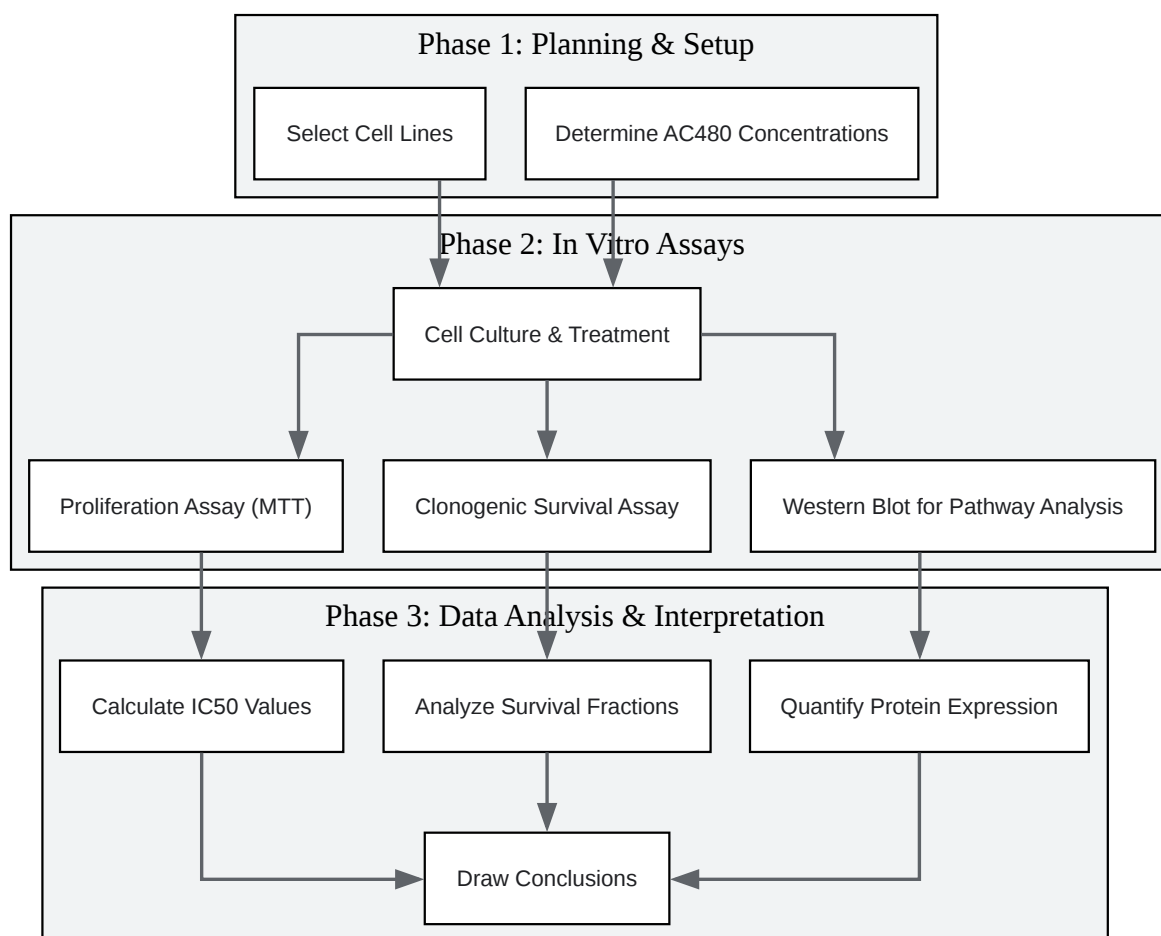 Phase 1: Planning & Setup
Select Cell Lines
Determine AC480 Concentrations
Phase 2: In Vitro Assays
Cell Culture & Treatment
Proliferation Assay (MTT)
Clonogenic Survival Assay
Western Blot for Pathway Analysis
Phase 3: Data Analysis & Interpretation
Calculate IC50 Values
Analyze Survival Fractions
Quantify Protein Expression
Draw Conclusions